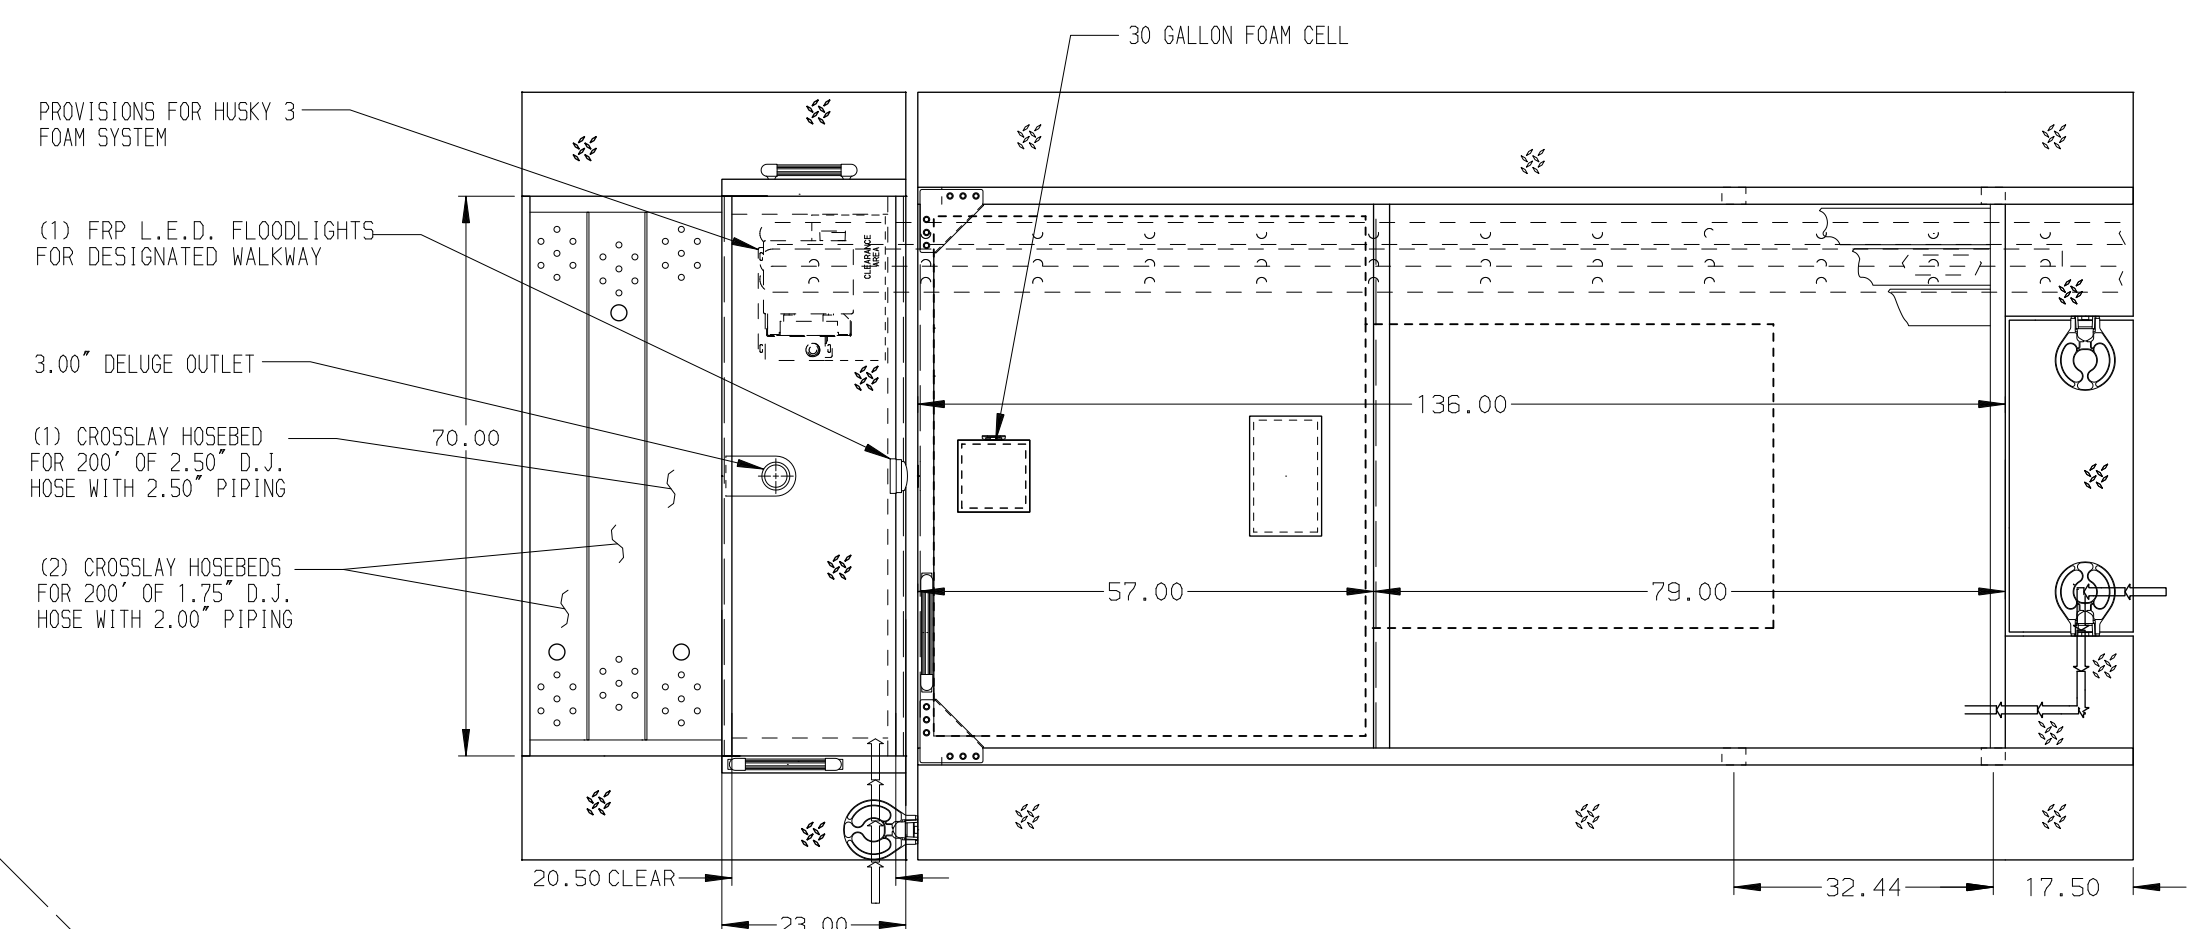 30 GALLON FOAM CELL
PROVISIONS FOR HUSKY 3
FOAM SYSTEM
(1) FRP L.E.D. FLOODLIGHTS
FOR DESIGNATED WALKWAY
CLEARANCE
AREA
3.00" DELUGE OUTLET
136.00
(1) CROSSLAY HOSEBED
FOR 200' OF 2.50" D.J.
HOSE WITH 2.50" PIPING
70.00
(2) CROSSLAY HOSEBEDS
FOR 200' OF 1.75" D.J.
HOSE WITH 2.00" PIPING
57.00
79.00
20.50 CLEAR
32.44
17.50
23.00